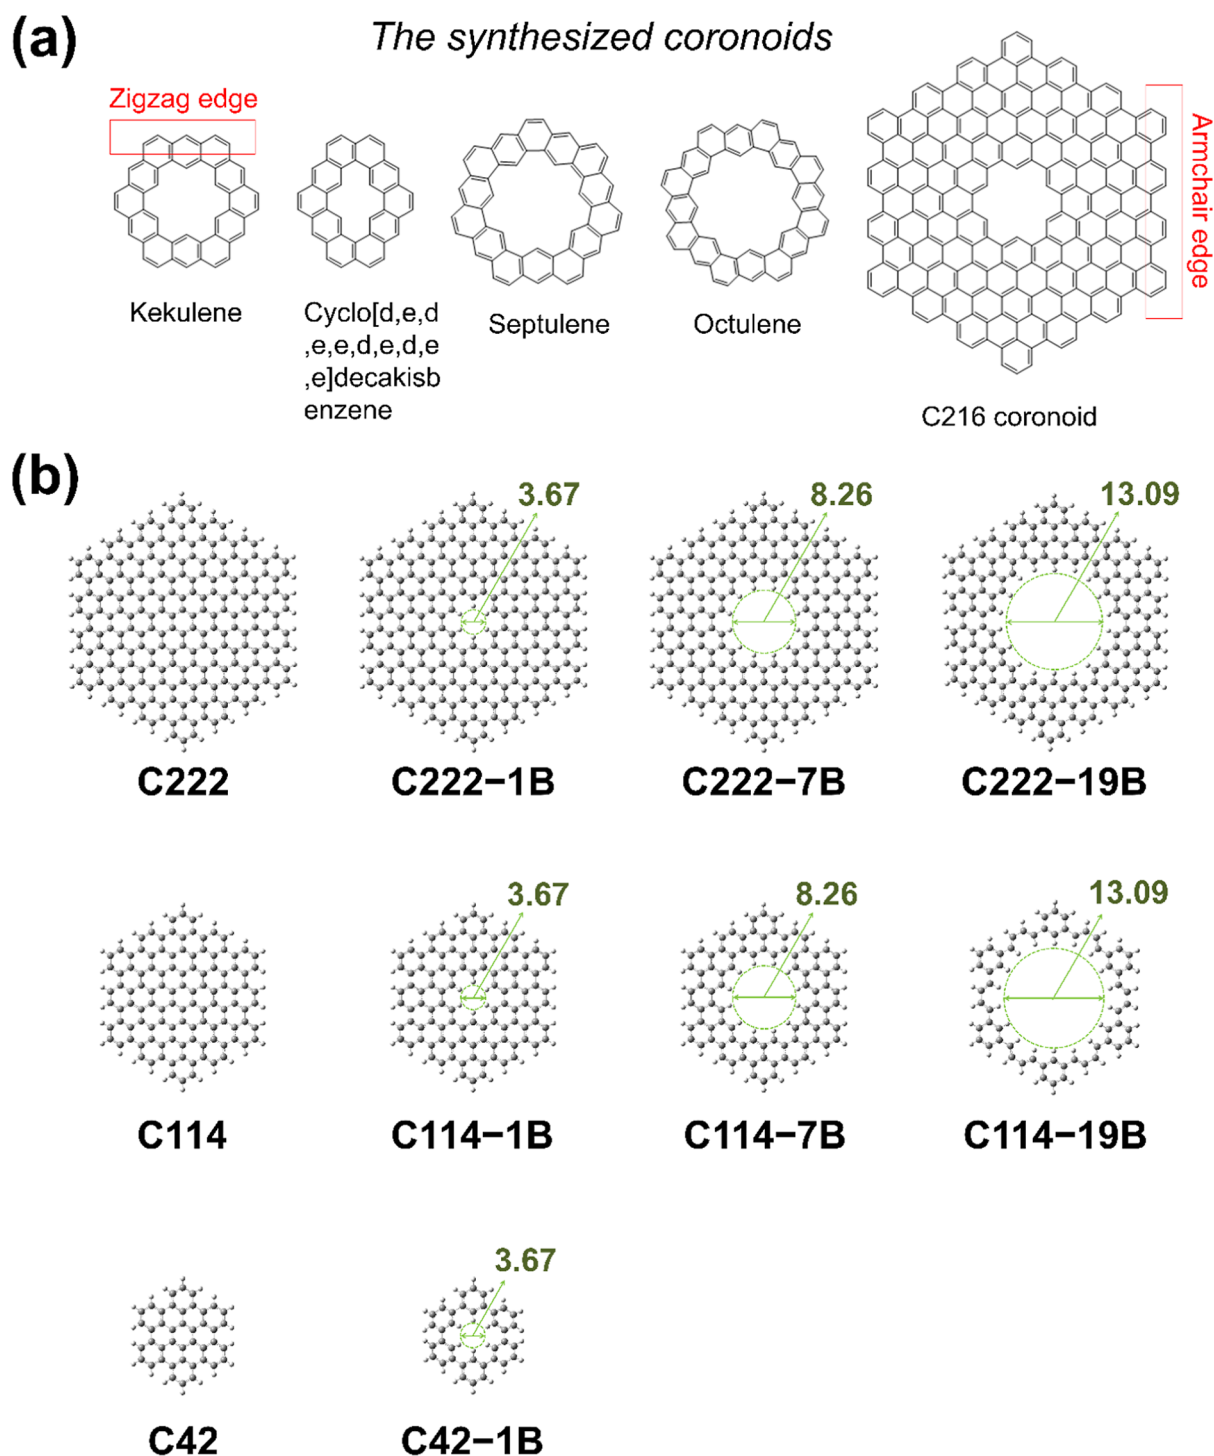 (a)
The synthesized coronoids
Zigzag edge
Armchair edge
Kekulene
Cyclo[d,e,d
,e,e,d,e,d,e
,e]decakisb
enzene
Septulene
Octulene
C216 coronoid
(b)
3.67
8.26
13.09
C222
C222−1B
C222−7B
C222−19B
3.67
8.26
13.09
C114
C114−1B
C114−7B
C114−19B
3.67
C42
C42−1B